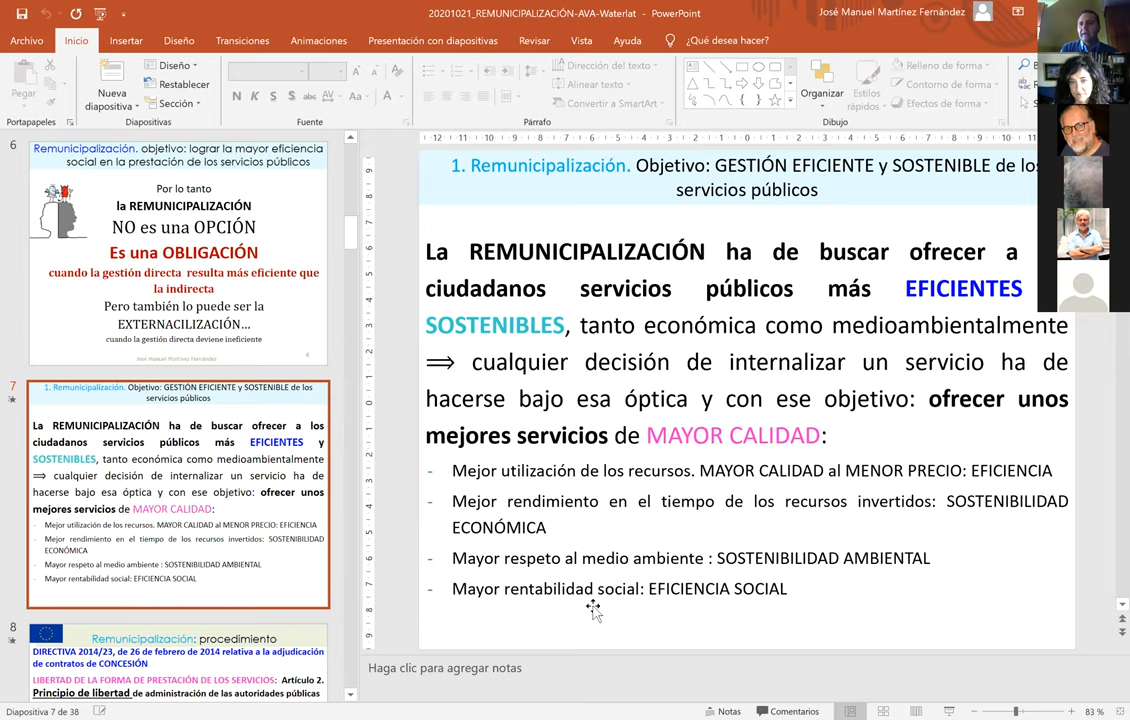 20201021_REMUNICIPALIZACIÓN-AVA-Waterlat - PowerPoint
José Manuel Martínez Fernández
Archivo Inicio Insertar Diseño Transiciones Animaciones Presentación con diapositivas Revisar Vista Ayuda ¿Qué desea hacer?
Pegar
Nueva diapositiva
Diseño
Restablecer
Sección
N K S S abc AV Aa A
Dirección del texto
Alinear texto
Convertir a SmartArt
Organizar
Estilos rápidos
Relleno de forma
Contorno de forma
Efectos de forma
Portapapeles Diapositivas Fuente Párrafo Dibujo
6
Remunicipalización. objetivo: lograr la mayor eficiencia
social en la prestación de los servicios públicos
Por lo tanto
la REMUNICIPALIZACIÓN
NO es una OPCIÓN
Es una OBLIGACIÓN
cuando la gestión directa resulta más eficiente que
la indirecta
Pero también lo puede ser la
EXTERNACILIZACIÓN...
cuando la gestión directa deviene ineficiente
José Manuel Martínez Fernández
6
7
1. Remunicipalización. Objetivo: GESTIÓN EFICIENTE y SOSTENIBLE de los
servicios públicos
La REMUNICIPALIZACIÓN ha de buscar ofrecer a los
ciudadanos servicios públicos más EFICIENTES y
SOSTENIBLES, tanto económica como medioambientalmente
⟹ cualquier decisión de internalizar un servicio ha de
hacerse bajo esa óptica y con ese objetivo: ofrecer unos
mejores servicios de MAYOR CALIDAD:
- Mejor utilización de los recursos. MAYOR CALIDAD al MENOR PRECIO: EFICIENCIA
- Mejor rendimiento en el tiempo de los recursos invertidos: SOSTENIBILIDAD
ECONÓMICA
- Mayor respeto al medio ambiente : SOSTENIBILIDAD AMBIENTAL
- Mayor rentabilidad social: EFICIENCIA SOCIAL
8
Remunicipalización: procedimiento
DIRECTIVA 2014/23, de 26 de febrero de 2014 relativa a la adjudicación
de contratos de CONCESIÓN
LIBERTAD DE LA FORMA DE PRESTACIÓN DE LOS SERVICIOS: Artículo 2.
Principio de libertad de administración de las autoridades públicas
1. Remunicipalización. Objetivo: GESTIÓN EFICIENTE y SOSTENIBLE de los
servicios públicos
La REMUNICIPALIZACIÓN ha de buscar ofrecer a
ciudadanos servicios públicos más EFICIENTES
SOSTENIBLES, tanto económica como medioambientalmente
⟹ cualquier decisión de internalizar un servicio ha de
hacerse bajo esa óptica y con ese objetivo: ofrecer unos
mejores servicios de MAYOR CALIDAD:
- Mejor utilización de los recursos. MAYOR CALIDAD al MENOR PRECIO: EFICIENCIA
- Mejor rendimiento en el tiempo de los recursos invertidos: SOSTENIBILIDAD
ECONÓMICA
- Mayor respeto al medio ambiente : SOSTENIBILIDAD AMBIENTAL
- Mayor rentabilidad social: EFICIENCIA SOCIAL
Haga clic para agregar notas
Diapositiva 7 de 38
Notas Comentarios 83 %